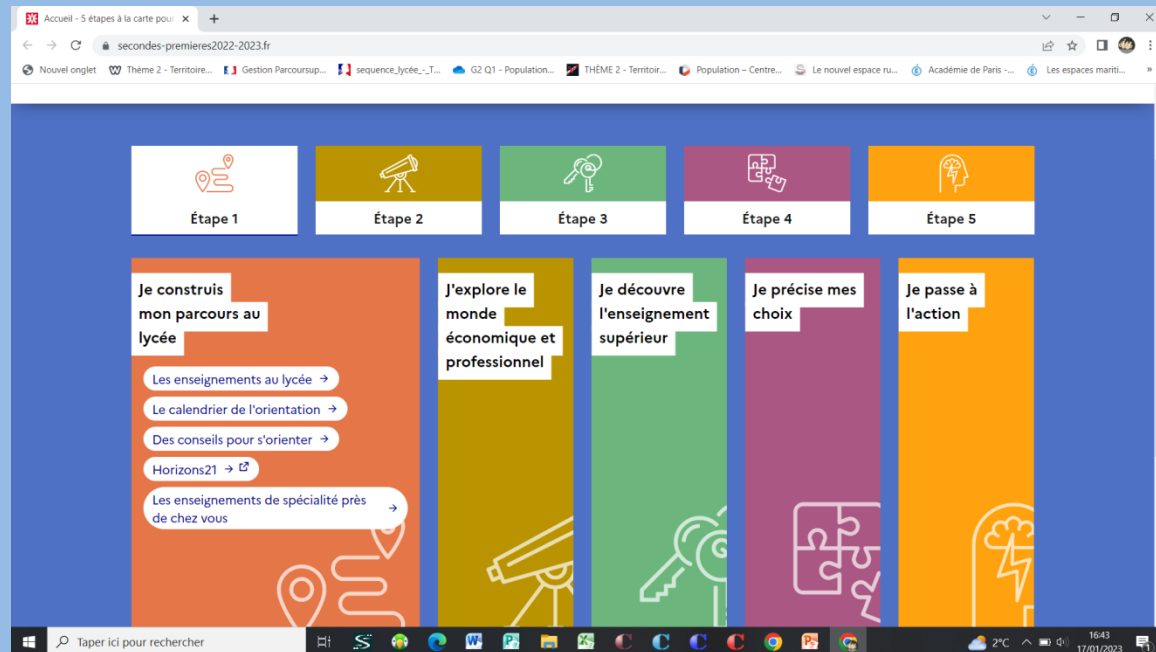 Accueil - 5 étapes à la carte pour
secondes-premieres2022-2023.fr
Nouvel onglet
Thème 2 - Territoire...
Gestion Parcoursup...
sequence_lycée_-_T...
G2 Q1 - Population...
THÈME 2 - Territoir...
Population – Centre...
Le nouvel espace ru...
Académie de Paris -...
Les espaces mariti...
»
Étape 1
Étape 2
Étape 3
Étape 4
Étape 5
Je construis
mon parcours au
lycée
Les enseignements au lycée →
Le calendrier de l'orientation →
Des conseils pour s'orienter →
Horizons21 →
Les enseignements de spécialité près
de chez vous →
J'explore le
monde
économique et
professionnel
Je découvre
l'enseignement
supérieur
Je précise mes
choix
Je passe à
l'action
Taper ici pour rechercher
2°C
16:43
17/01/2023